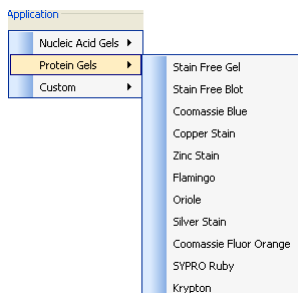 Application
Nucleic Acid Gels
Protein Gels
Custom
Stain Free Gel
Stain Free Blot
Coomassie Blue
Copper Stain
Zinc Stain
Flamingo
Oriole
Silver Stain
Coomassie Fluor Orange
SYPRO Ruby
Krypton